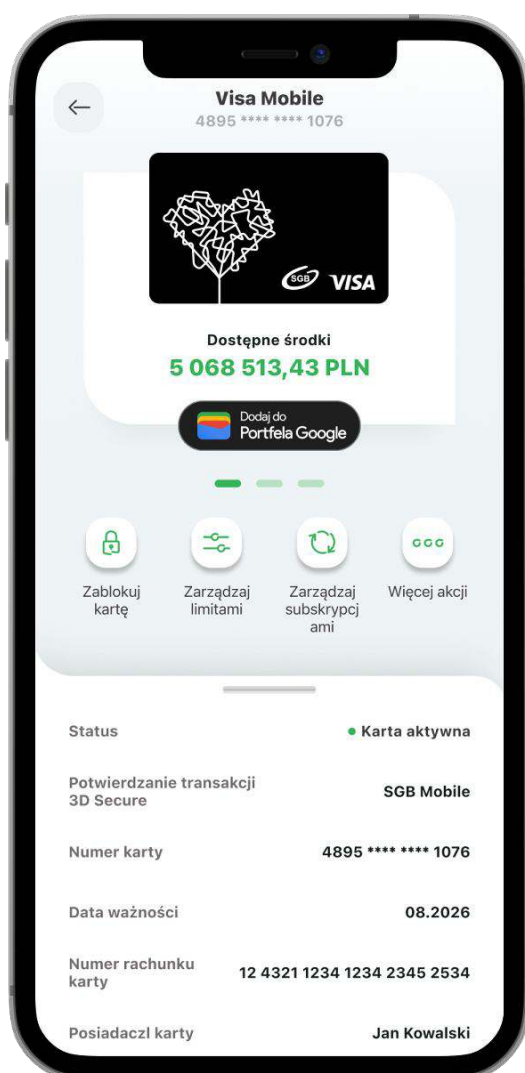 Visa Mobile
4895 **** **** 1076
SGB VISA
Dostępne środki
5 068 513,43 PLN
Dodaj do
Portfela Google
Zablokuj
kartę
Zarządzaj
limitami
Zarządzaj
subskrypcj
ami
Więcej akcji
Status
Karta aktywna
Potwierdzanie transakcji
3D Secure
SGB Mobile
Numer karty
4895 **** **** 1076
Data ważności
08.2026
Numer rachunku
karty
12 4321 1234 1234 2345 2534
Posiadaczl karty
Jan Kowalski